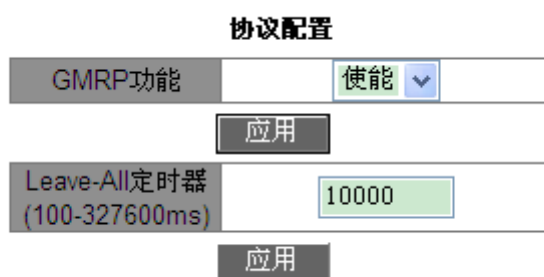 协议配置
GMRP功能 使能
应用
Leave-All定时器
(100-327600ms) 10000
应用